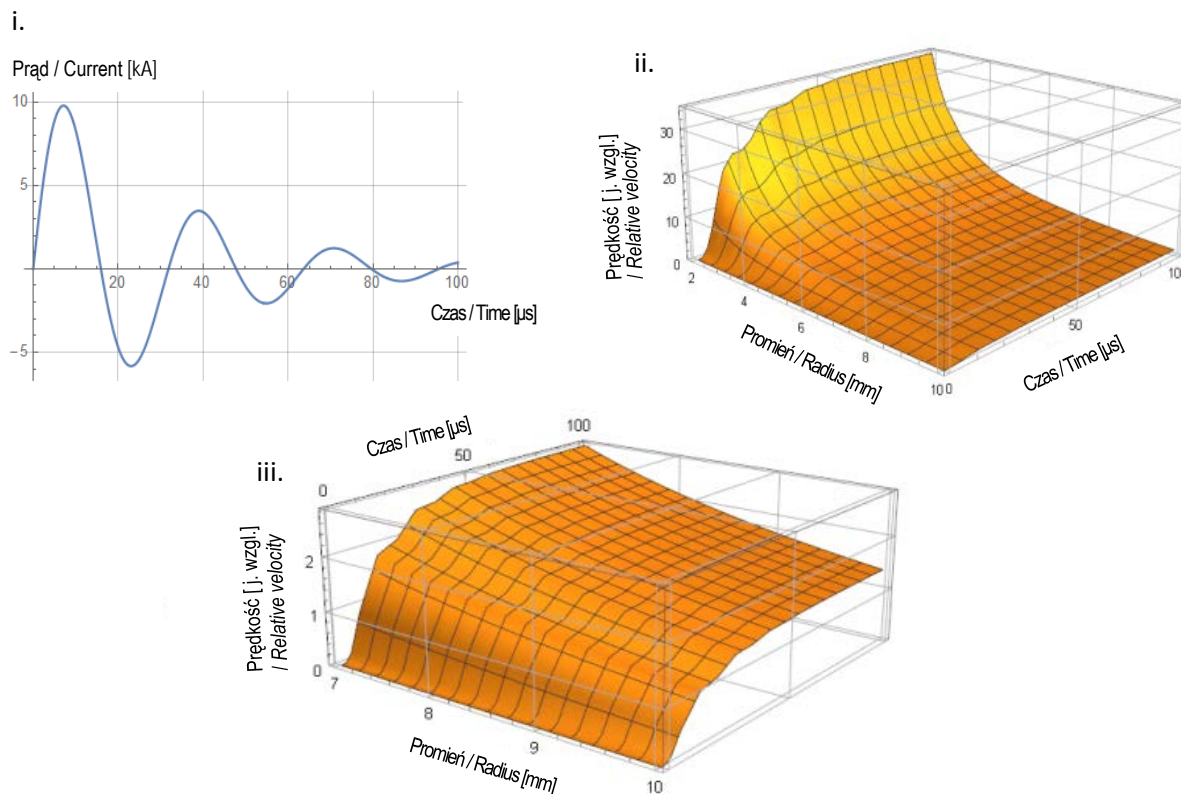 i.
Prąd / Current [kA]
10
5
−5
20
40
60
80
100
Czas / Time [μs]
ii.
Prędkość [ j. wzgl.]
/ Relative velocity
30
20
10
0
2
4
6
8
10
Promień / Radius [mm]
0
50
10
Czas / Time [μs]
iii.
Czas / Time [μs]
0
50
100
Prędkość [ j. wzgl.]
/ Relative velocity
2
1
0
7
8
9
10
Promień / Radius [mm]